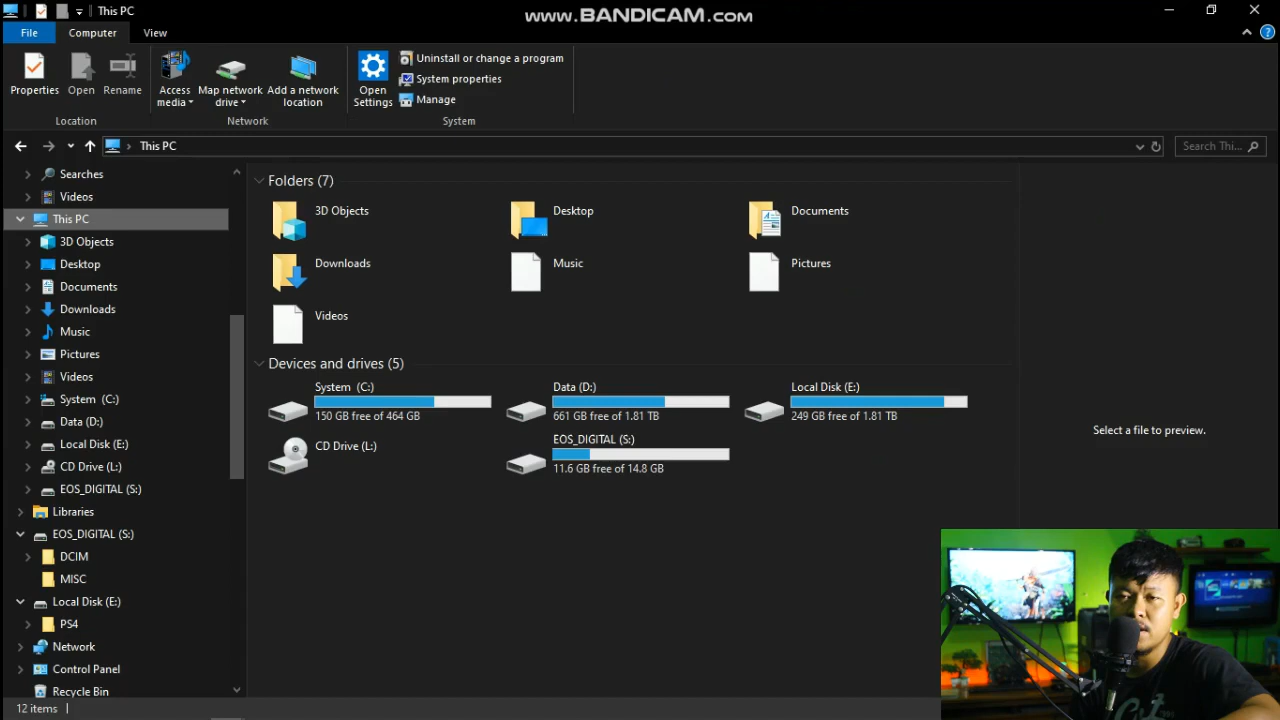 This PC
www.BANDICAM.com
File
Computer
View
Properties
Open
Rename
Access media
Map network drive
Add a network location
Open Settings
Uninstall or change a program
System properties
Manage
Location
Network
System
This PC
Search Thi...
Searches
Videos
This PC
3D Objects
Desktop
Documents
Downloads
Music
Pictures
Videos
System (C:)
Data (D:)
Local Disk (E:)
CD Drive (L:)
EOS_DIGITAL (S:)
Libraries
EOS_DIGITAL (S:)
DCIM
MISC
Local Disk (E:)
PS4
Network
Control Panel
Recycle Bin
Folders (7)
3D Objects
Desktop
Documents
Downloads
Music
Pictures
Videos
Devices and drives (5)
System (C:)
150 GB free of 464 GB
Data (D:)
661 GB free of 1.81 TB
Local Disk (E:)
249 GB free of 1.81 TB
CD Drive (L:)
EOS_DIGITAL (S:)
11.6 GB free of 14.8 GB
Select a file to preview.
12 items